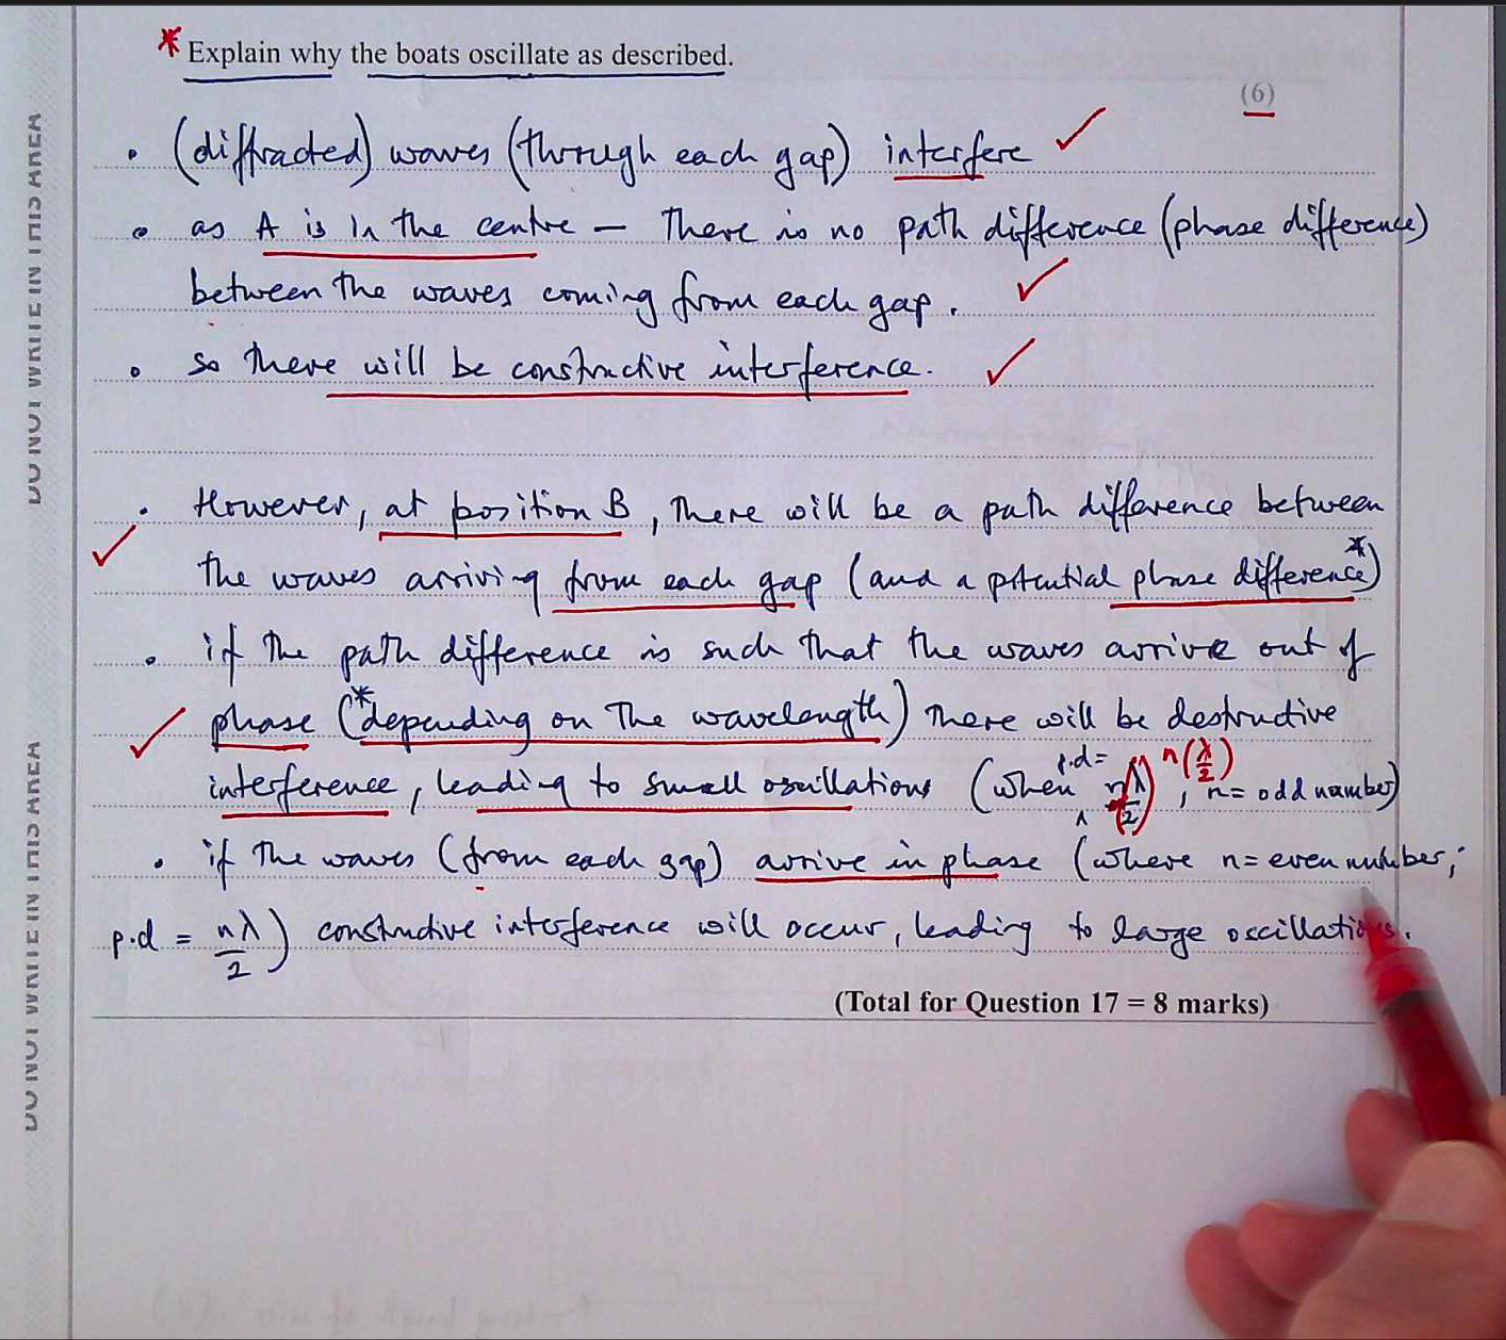 * Explain why the boats oscillate as described.
(6)
• (diffracted) waves (through each gap) interfere ✓
• as A is in the centre – there is no path difference (phase difference)
between the waves coming from each gap. ✓
• so there will be constructive interference. ✓
• However, at position B, there will be a path difference between
✓ the waves arriving from each gap (and a potential phase difference*)
• if the path difference is such that the waves arrive out of
✓ phase (*depending on the wavelength) there will be destructive
interference, leading to small oscillations (when p.d = nλ/2 n(λ/2), n = odd number)
• if the waves (from each gap) arrive in phase (where n = even number;
p.d = nλ/2) constructive interference will occur, leading to large oscillations.
(Total for Question 17 = 8 marks)
DO NOT WRITE IN THIS AREA
DO NOT WRITE IN THIS AREA